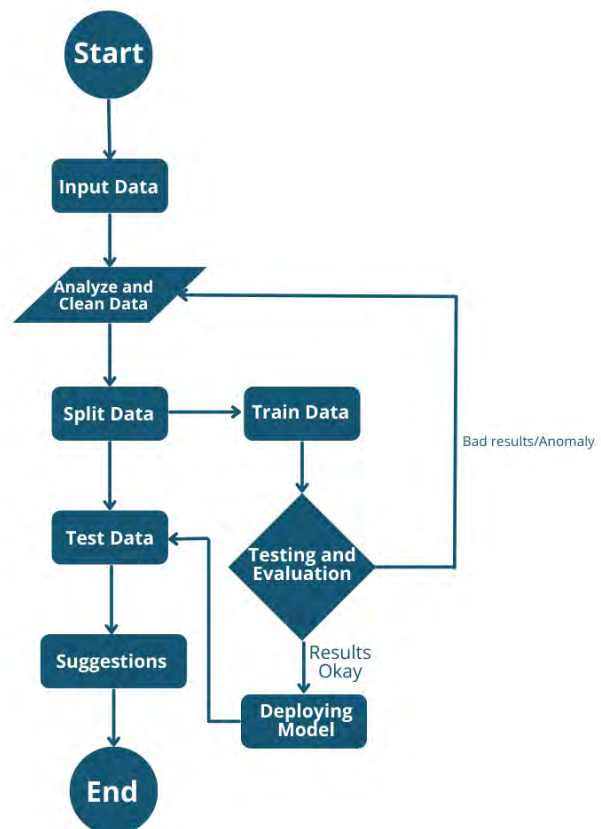 Start
Input Data
Analyze and
Clean Data
Split Data
Train Data
Bad results/Anomaly
Test Data
Testing and
Evaluation
Results
Okay
Suggestions
Deploying
Model
End